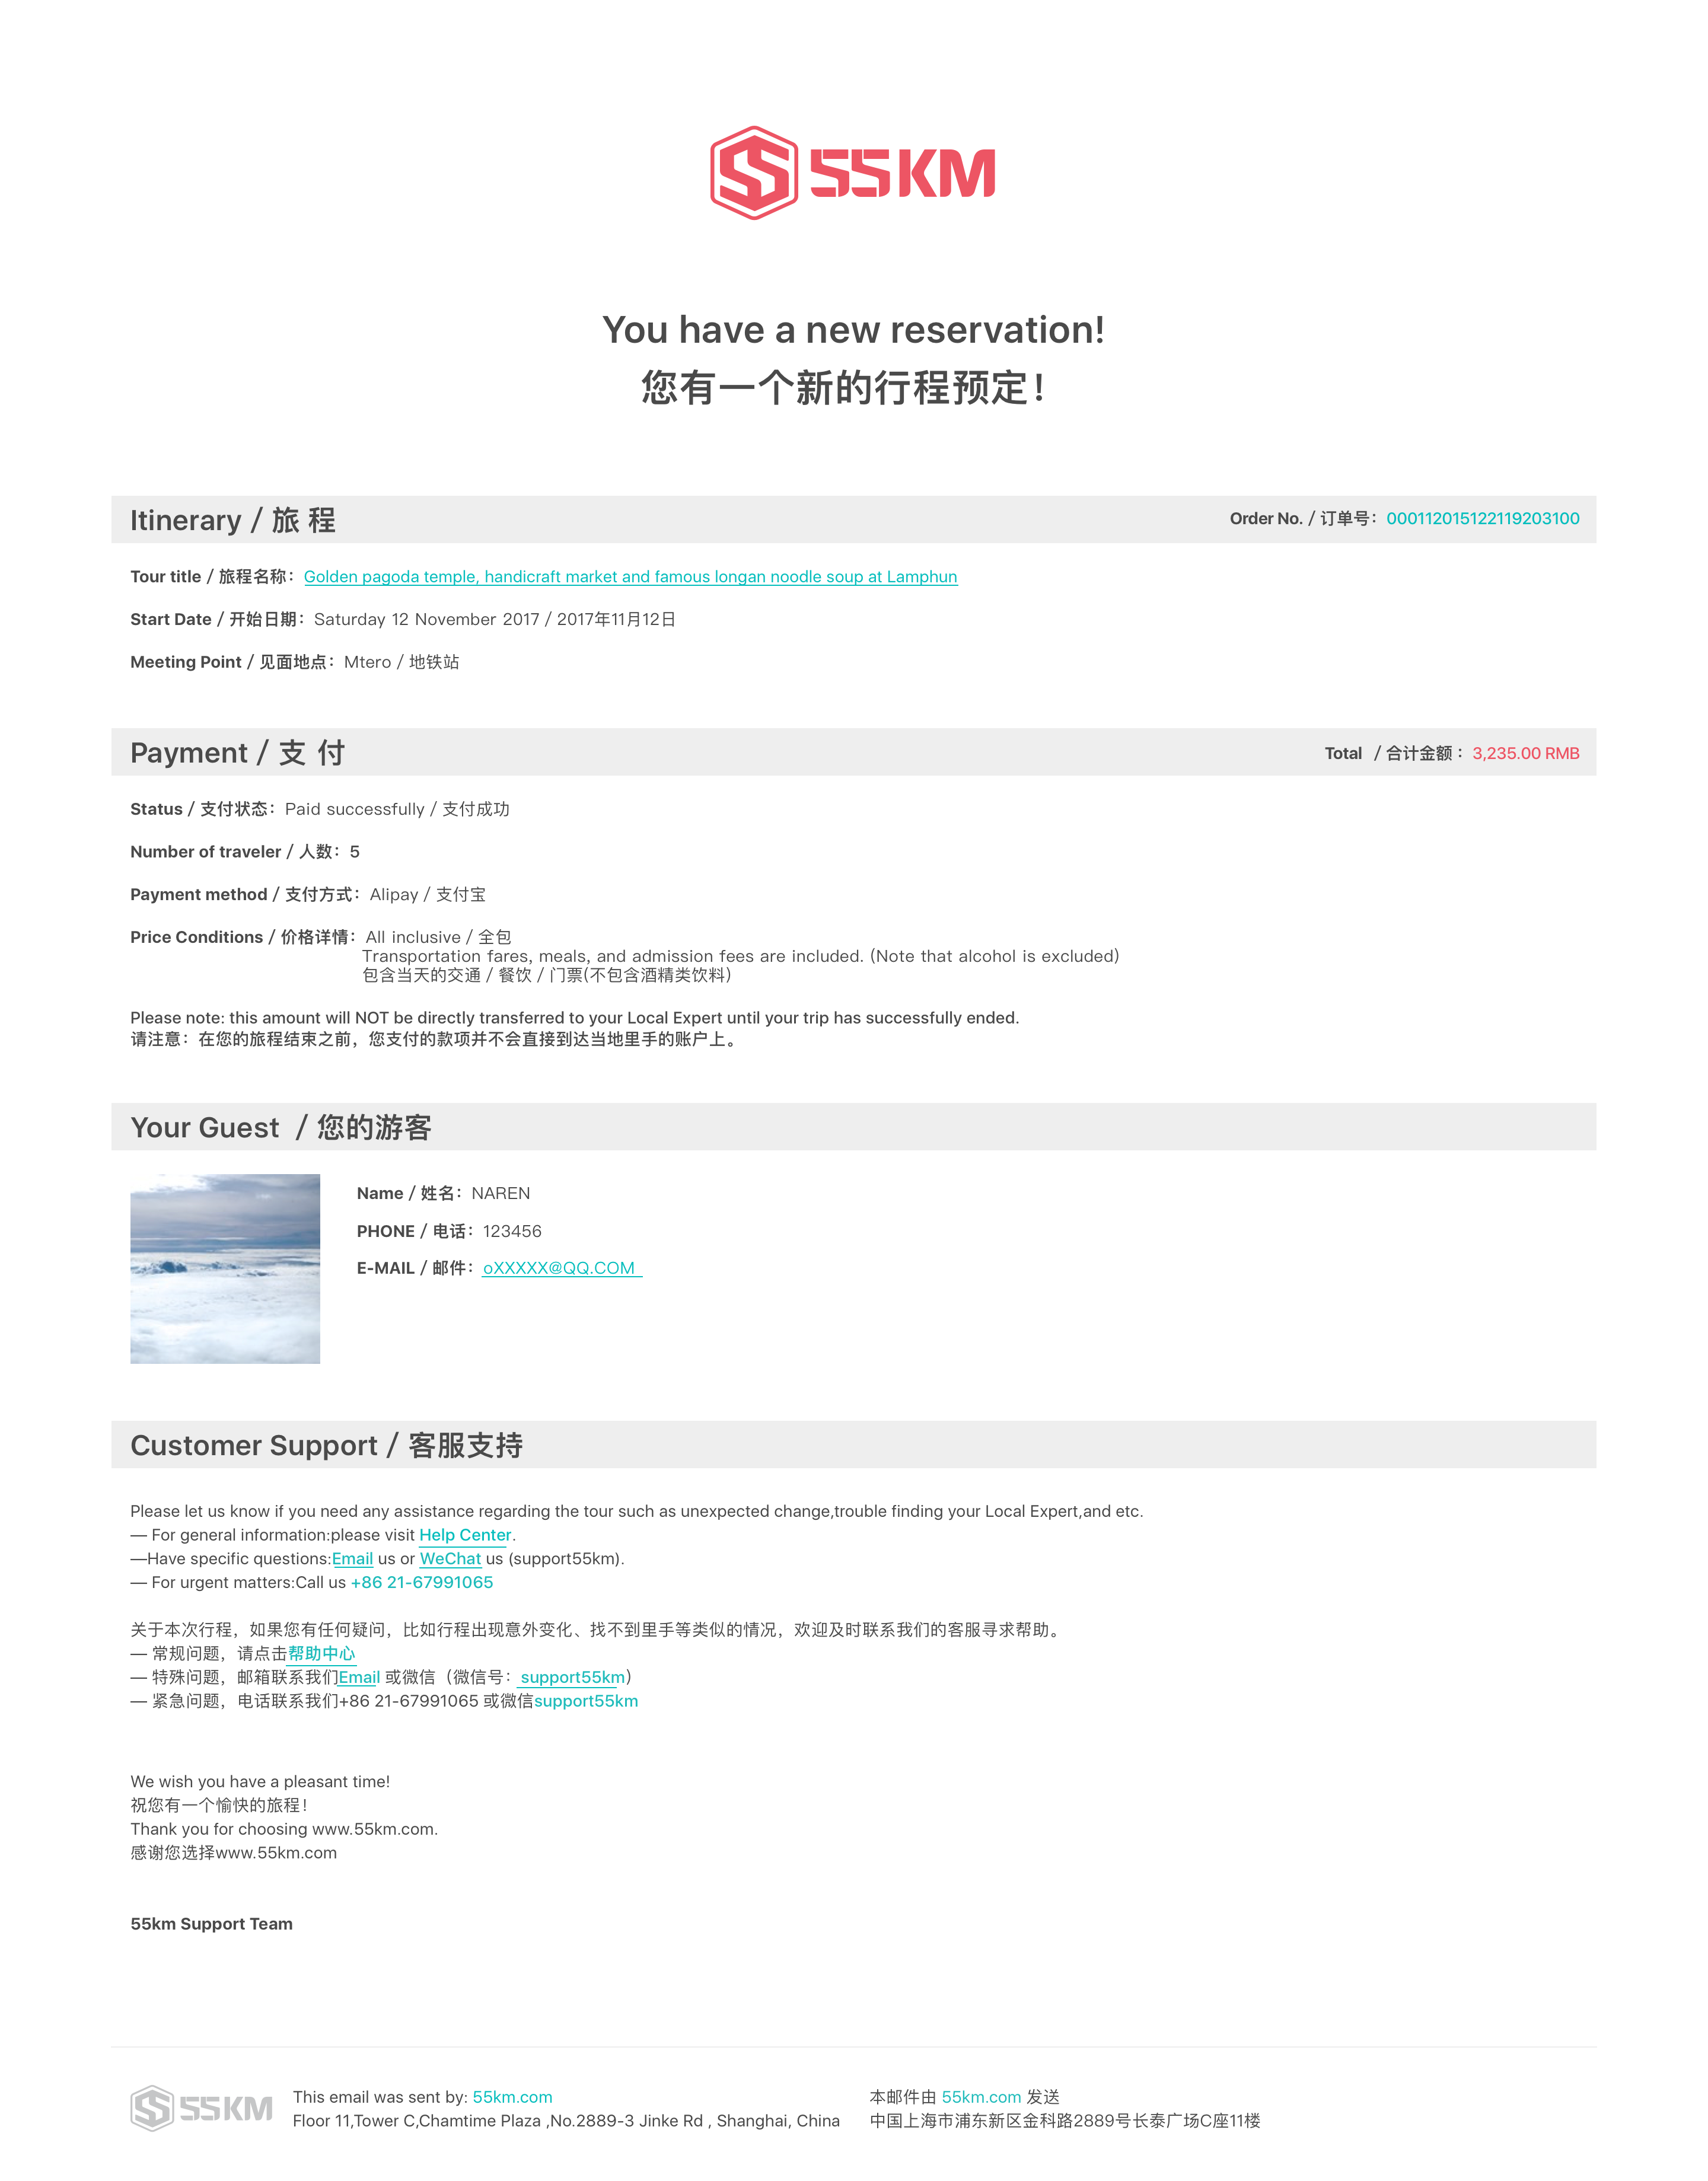 55KM
You have a new reservation!
您有一个新的行程预定！
Itinerary / 旅 程
Order No. / 订单号：000112015122119203100
Tour title / 旅程名称：Golden pagoda temple, handicraft market and famous longan noodle soup at Lamphun
Start Date / 开始日期：Saturday 12 November 2017 / 2017年11月12日
Meeting Point / 见面地点：Mtero / 地铁站
Payment / 支 付
Total / 合计金额 ：3,235.00 RMB
Status / 支付状态：Paid successfully / 支付成功
Number of traveler / 人数：5
Payment method / 支付方式：Alipay / 支付宝
Price Conditions / 价格详情：All inclusive / 全包
Transportation fares, meals, and admission fees are included. (Note that alcohol is excluded)
包含当天的交通 / 餐饮 / 门票(不包含酒精类饮料)
Please note: this amount will NOT be directly transferred to your Local Expert until your trip has successfully ended.
请注意：在您的旅程结束之前，您支付的款项并不会直接到达当地里手的账户上。
Your Guest / 您的游客
Name / 姓名：NAREN
PHONE / 电话：123456
E-MAIL / 邮件：oXXXXX@QQ.COM
Customer Support / 客服支持
Please let us know if you need any assistance regarding the tour such as unexpected change,trouble finding your Local Expert,and etc.
— For general information:please visit Help Center.
—Have specific questions:Email us or WeChat us (support55km).
— For urgent matters:Call us +86 21-67991065
关于本次行程，如果您有任何疑问，比如行程出现意外变化、找不到里手等类似的情况，欢迎及时联系我们的客服寻求帮助。
— 常规问题，请点击帮助中心
— 特殊问题，邮箱联系我们Email 或微信（微信号：support55km）
— 紧急问题，电话联系我们+86 21-67991065 或微信support55km
We wish you have a pleasant time!
祝您有一个愉快的旅程！
Thank you for choosing www.55km.com.
感谢您选择www.55km.com
55km Support Team
55KM
This email was sent by: 55km.com
Floor 11,Tower C,Chamtime Plaza ,No.2889-3 Jinke Rd , Shanghai, China
本邮件由 55km.com 发送
中国上海市浦东新区金科路2889号长泰广场C座11楼